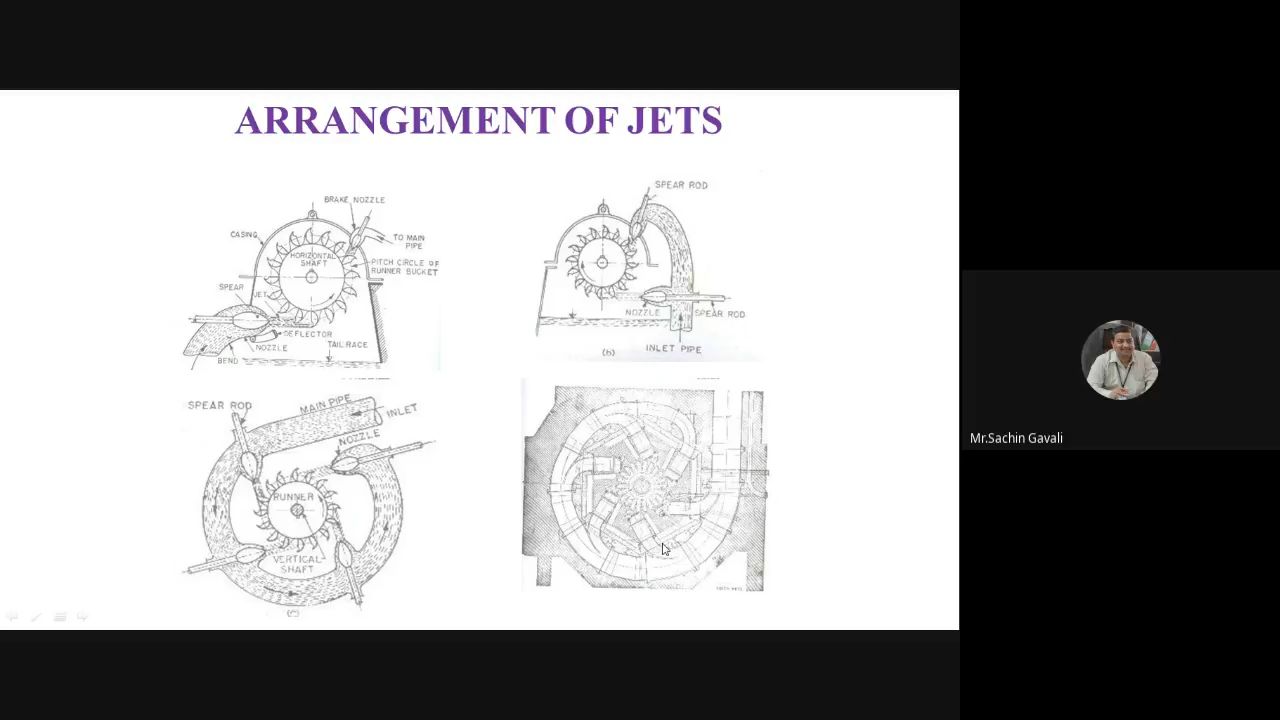 ARRANGEMENT OF JETS
BRAKE NOZZLE
CASING
TO MAIN
PIPE
HORIZONTAL
SHAFT
PITCH CIRCLE OF
RUNNER BUCKET
SPEAR
JET
DEFLECTOR
NOZZLE
TAIL RACE
BEND
SPEAR ROD
NOZZLE
SPEAR ROD
(b)
INLET PIPE
SPEAR ROD
MAIN PIPE
INLET
NOZZLE
RUNNER
VERTICAL
SHAFT
(c)
Mr.Sachin Gavali